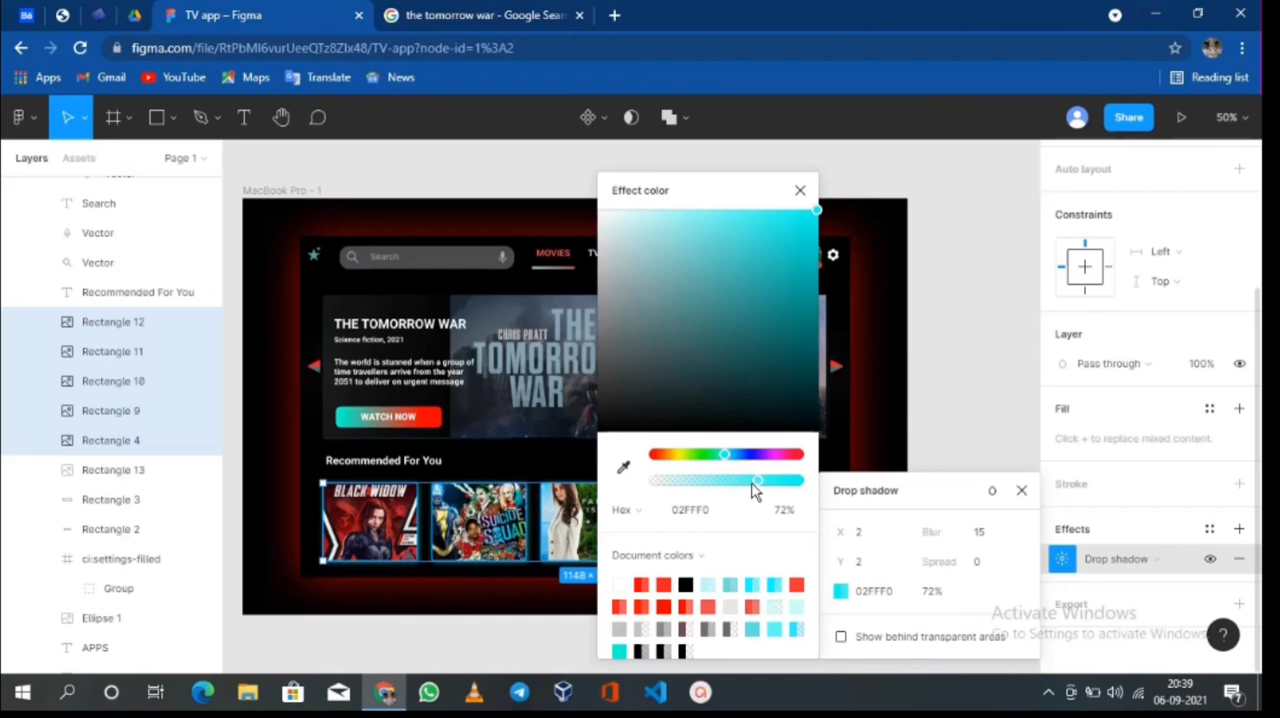 Bē
TV app – Figma
the tomorrow war - Google Sear
figma.com/file/RtPbMl6vurUeeQTz8ZIx48/TV-app?node-id=1%3A2
Apps
Gmail
YouTube
Maps
Translate
News
Reading list
Share
50%
Layers
Assets
Page 1
Search
Vector
Vector
Recommended For You
Rectangle 12
Rectangle 11
Rectangle 10
Rectangle 9
Rectangle 4
Rectangle 13
Rectangle 3
Rectangle 2
ci:settings-filled
Group
Ellipse 1
APPS
MacBook Pro - 1
Search
MOVIES
THE TOMORROW WAR
Science fiction, 2021
The world is stunned when a group of
time travellers arrive from the year
2051 to deliver on urgent message
WATCH NOW
CHRIS PRATT
THE
TOMORRO
WAR
Recommended For You
BLACK WIDOW
SUICIDE
SQUAD
1148 ×
Effect color
Hex
02FFF0
72%
Document colors
Drop shadow
X 2
Blur 15
Y 2
Spread 0
02FFF0
72%
Show behind transparent areas
Auto layout
Constraints
Left
Top
Layer
Pass through
100%
Fill
Click + to replace mixed content.
Stroke
Effects
Drop shadow
Export
Activate Windows
Go to Settings to activate Windows.
?
20:39
06-09-2021
7